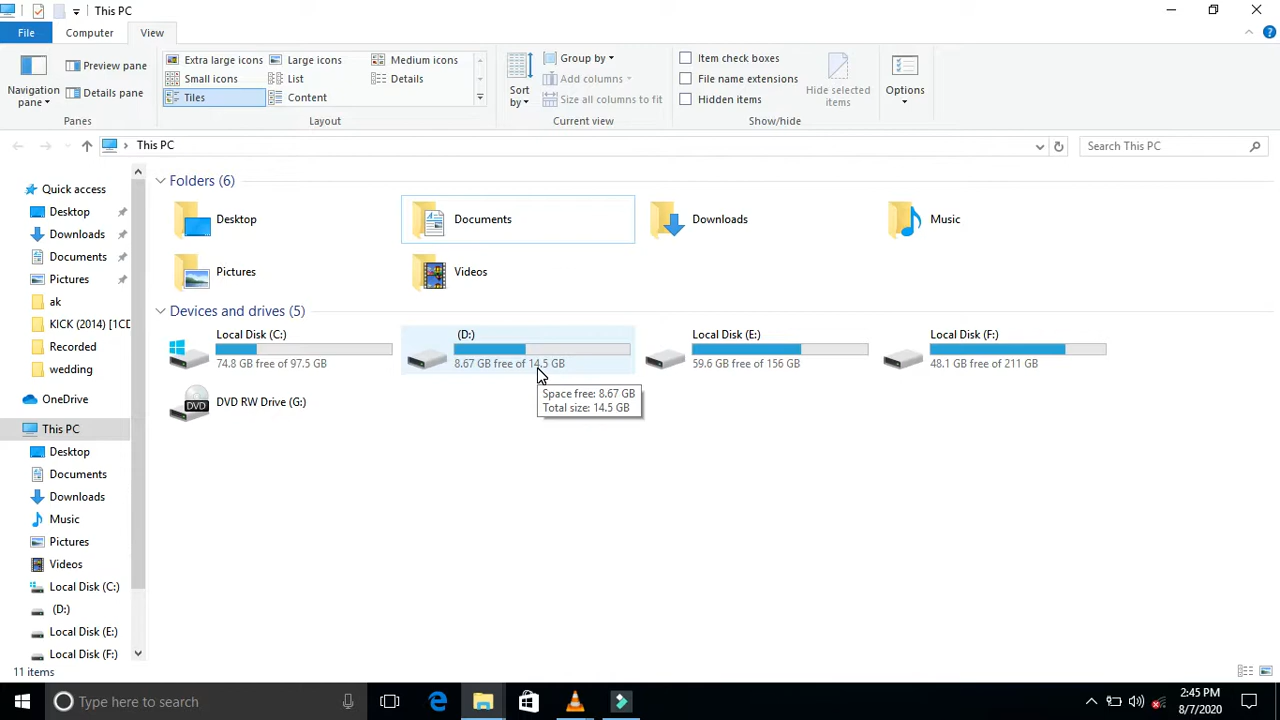 This PC
File
Computer
View
Navigation pane
Preview pane
Details pane
Panes
Extra large icons
Large icons
Medium icons
Small icons
List
Details
Tiles
Content
Layout
Sort by
Group by
Add columns
Size all columns to fit
Current view
Item check boxes
File name extensions
Hidden items
Hide selected items
Show/hide
Options
This PC
Search This PC
Quick access
Desktop
Downloads
Documents
Pictures
ak
KICK (2014) [1CD
Recorded
wedding
OneDrive
This PC
Desktop
Documents
Downloads
Music
Pictures
Videos
Local Disk (C:)
(D:)
Local Disk (E:)
Local Disk (F:)
Folders (6)
Desktop
Documents
Downloads
Music
Pictures
Videos
Devices and drives (5)
Local Disk (C:)
74.8 GB free of 97.5 GB
(D:)
8.67 GB free of 14.5 GB
Local Disk (E:)
59.6 GB free of 156 GB
Local Disk (F:)
48.1 GB free of 211 GB
DVD
DVD RW Drive (G:)
Space free: 8.67 GB
Total size: 14.5 GB
11 items
Type here to search
2:45 PM
8/7/2020